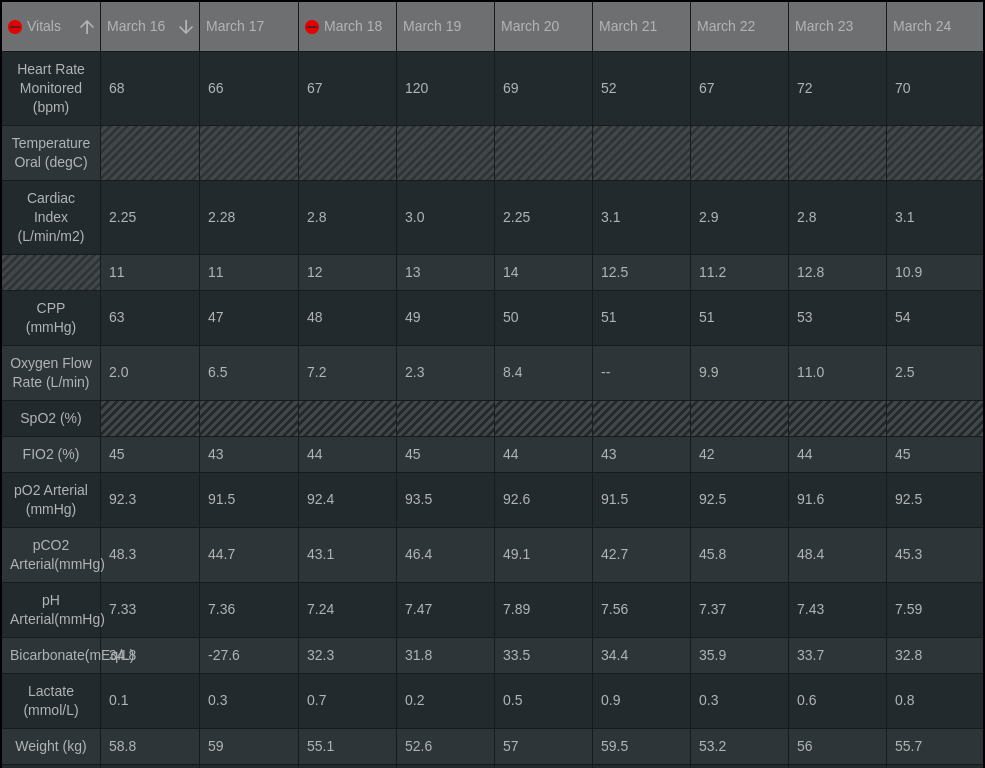 Vitals March 16 March 17 March 18 March 19 March 20 March 21 March 22 March 23 March 24
Heart Rate
Monitored
(bpm)
68 66 67 120 69 52 67 72 70
Temperature
Oral (degC)
Cardiac
Index
(L/min/m2)
2.25 2.28 2.8 3.0 2.25 3.1 2.9 2.8 3.1
11 11 12 13 14 12.5 11.2 12.8 10.9
CPP
(mmHg)
63 47 48 49 50 51 51 53 54
Oxygen Flow
Rate (L/min)
2.0 6.5 7.2 2.3 8.4 -- 9.9 11.0 2.5
SpO2 (%)
FIO2 (%) 45 43 44 45 44 43 42 44 45
pO2 Arterial
(mmHg)
92.3 91.5 92.4 93.5 92.6 91.5 92.5 91.6 92.5
pCO2
Arterial(mmHg)
48.3 44.7 43.1 46.4 49.1 42.7 45.8 48.4 45.3
pH
Arterial(mmHg)
7.33 7.36 7.24 7.47 7.89 7.56 7.37 7.43 7.59
Bicarbonate(mEq/L) 34.8 -27.6 32.3 31.8 33.5 34.4 35.9 33.7 32.8
Lactate
(mmol/L)
0.1 0.3 0.7 0.2 0.5 0.9 0.3 0.6 0.8
Weight (kg) 58.8 59 55.1 52.6 57 59.5 53.2 56 55.7